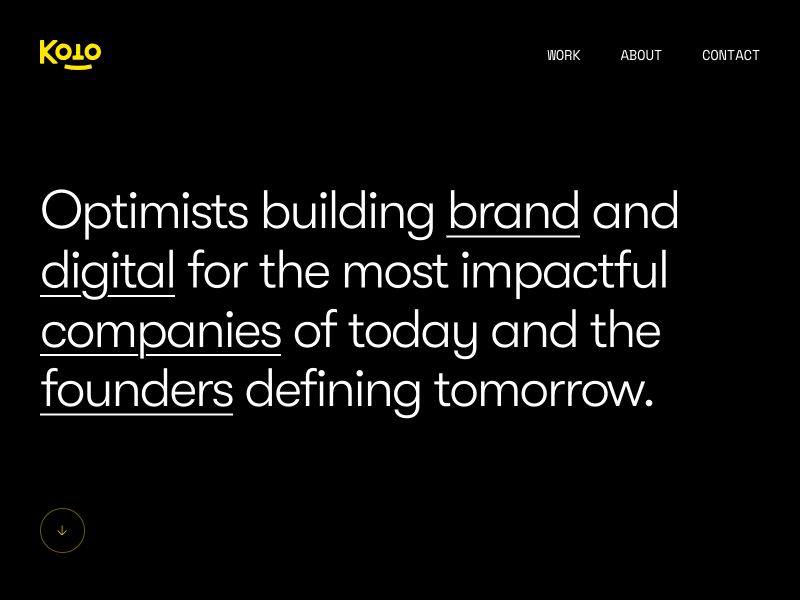 Koto
WORK ABOUT CONTACT
Optimists building brand and
digital for the most impactful
companies of today and the
founders defining tomorrow.